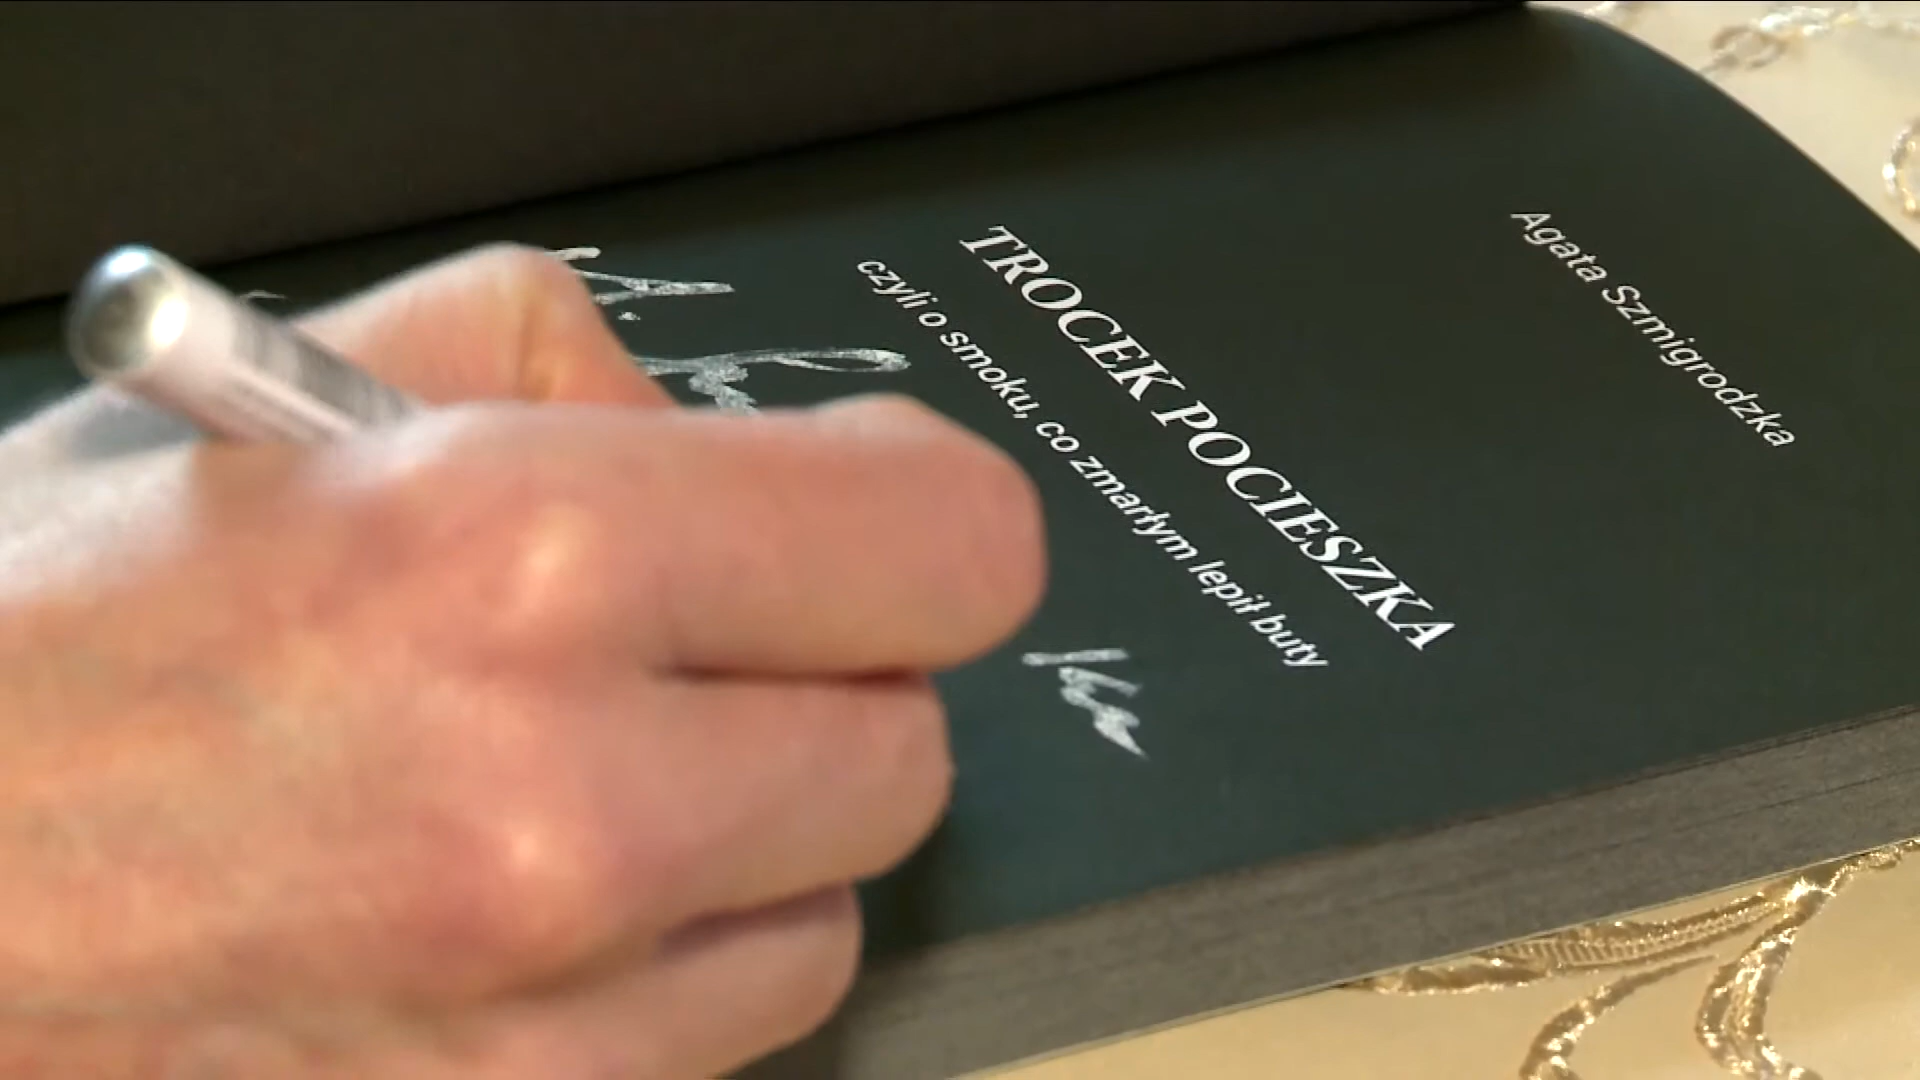 Agata Szmigrodzka
TROCEK POCIESZKA
czyli o smoku, co zmarłym lepił buty